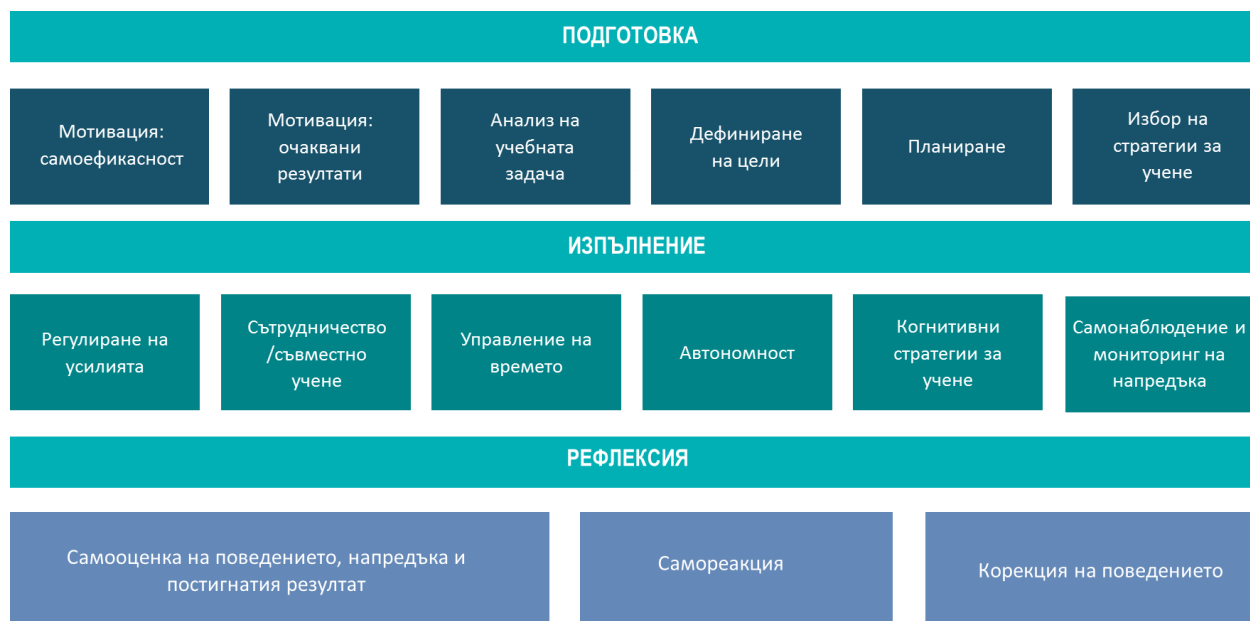 ПОДГОТОВКА
Мотивация:
самоефикасност
Мотивация:
очаквани
резултати
Анализ на
учебната
задача
Дефиниране
на цели
Планиране
Избор на
стратегии за
учене
ИЗПЪЛНЕНИЕ
Регулиране на
усилията
Сътрудничество
/съвместно
учене
Управление на
времето
Автономност
Когнитивни
стратегии за
учене
Самонаблюдение и
мониторинг на
напредъка
РЕФЛЕКСИЯ
Самооценка на поведението, напредъка и
постигнатия резултат
Самореакция
Корекция на поведението